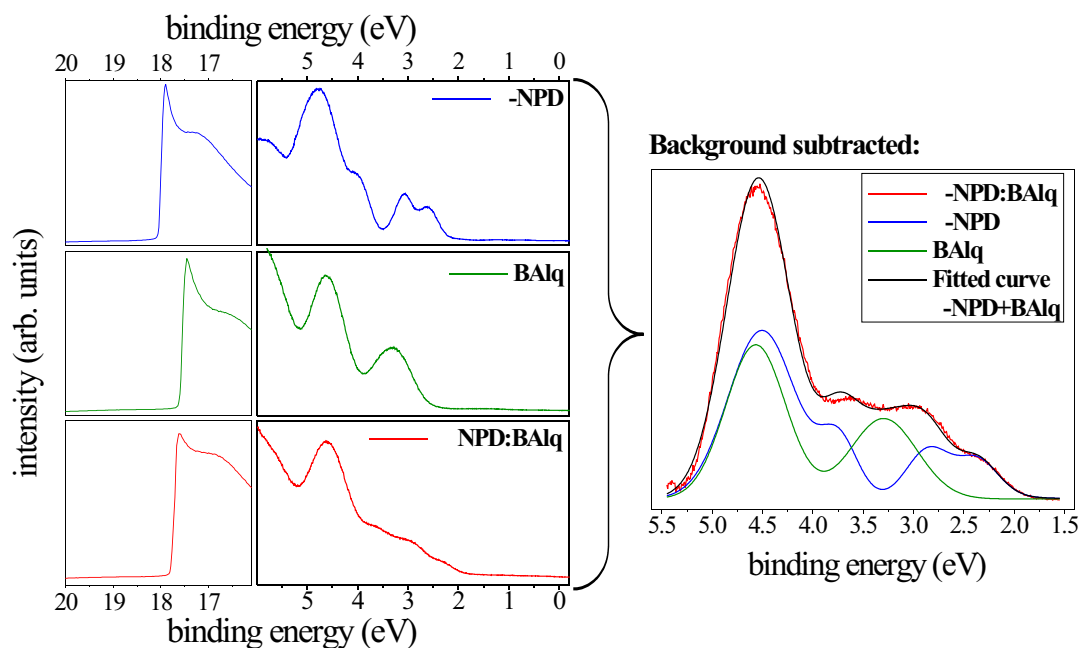 binding energy (eV)
20 19 18 17 5 4 3 2 1 0
-NPD
BAlq
NPD:BAlq
intensity (arb. units)
20 19 18 17 5 4 3 2 1 0
binding energy (eV)
Background subtracted:
-NPD:BAlq
-NPD
BAlq
Fitted curve
-NPD+BAlq
5.5 5.0 4.5 4.0 3.5 3.0 2.5 2.0 1.5
binding energy (eV)